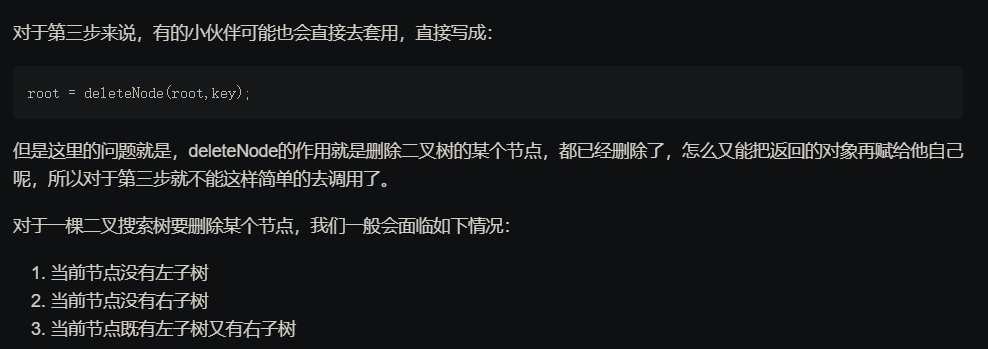 对于第三步来说，有的小伙伴可能也会直接去套用，直接写成：
root = deleteNode(root,key);
但是这里的问题就是，deleteNode的作用就是删除二叉树的某个节点，都已经删除了，怎么又能把返回的对象再赋给他自己
呢，所以对于第三步就不能这样简单的去调用了。
对于一棵二叉搜索树要删除某个节点，我们一般会面临如下情况：
1. 当前节点没有左子树
2. 当前节点没有右子树
3. 当前节点既有左子树又有右子树